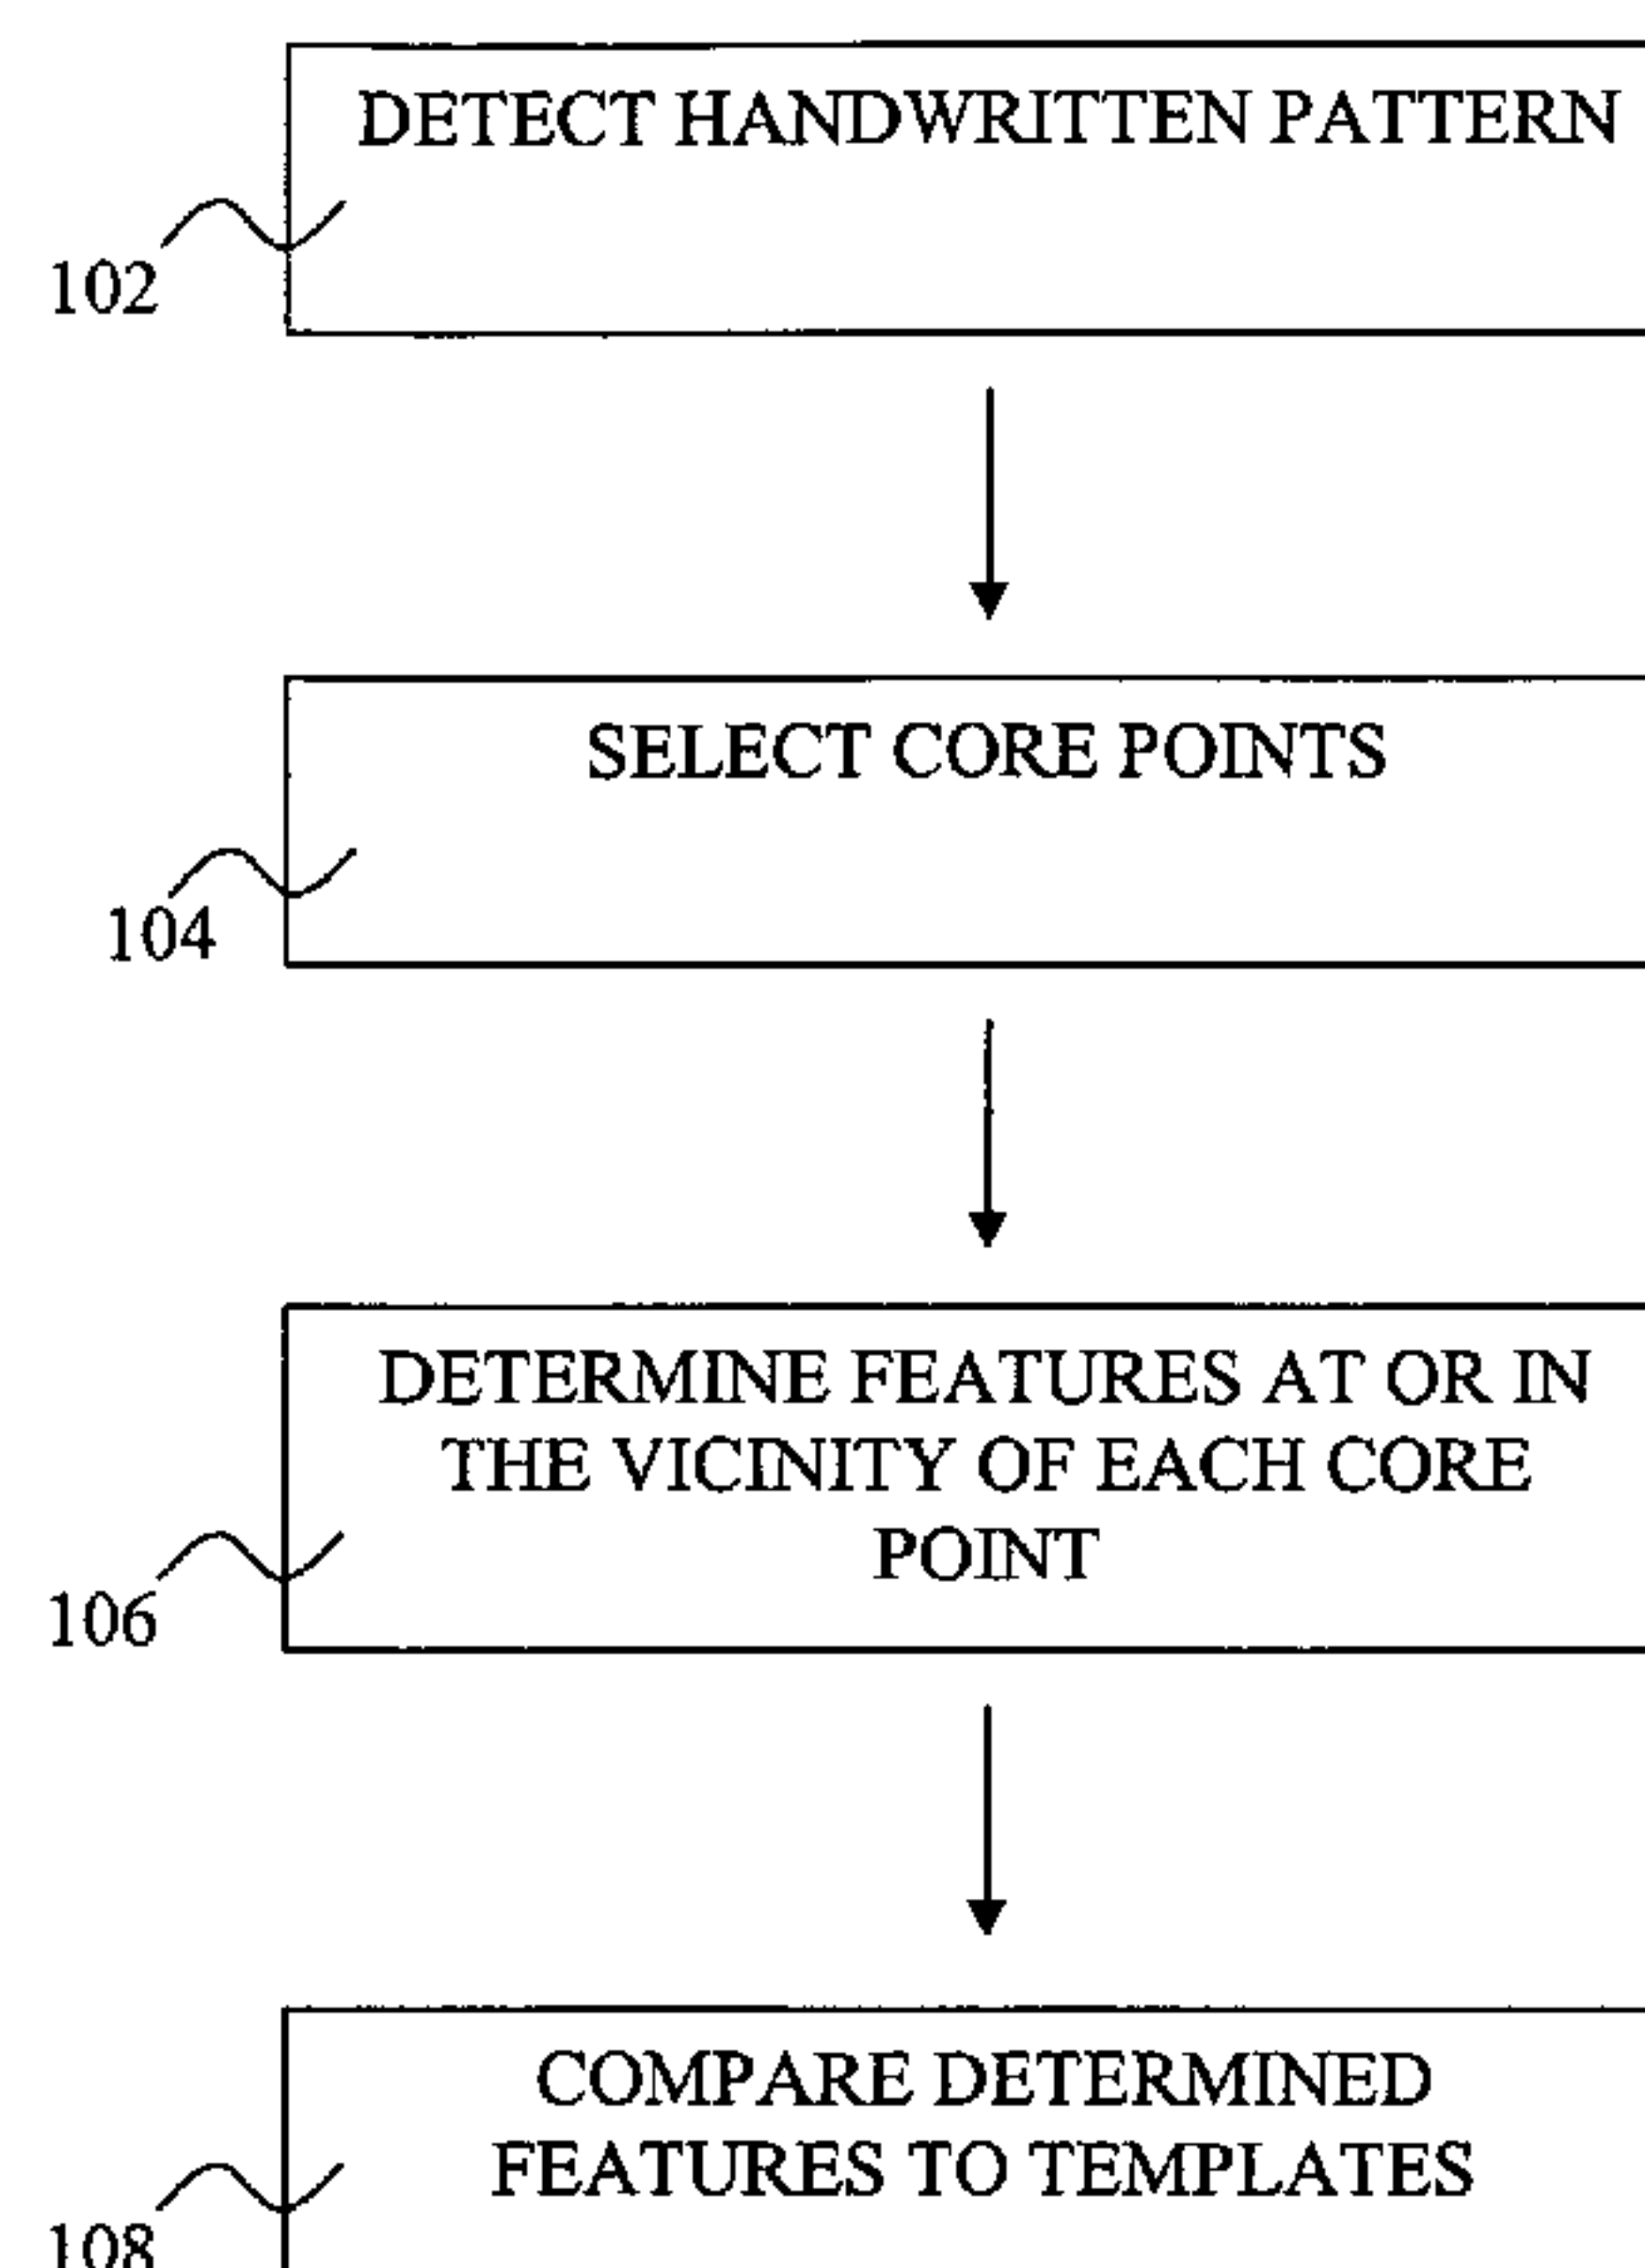 DETECT HANDWRITTEN PATTERN
102
SELECT CORE POINTS
104
DETERMINE FEATURES AT OR IN
THE VICINITY OF EACH CORE
POINT
106
COMPARE DETERMINED
FEATURES TO TEMPLATES
108